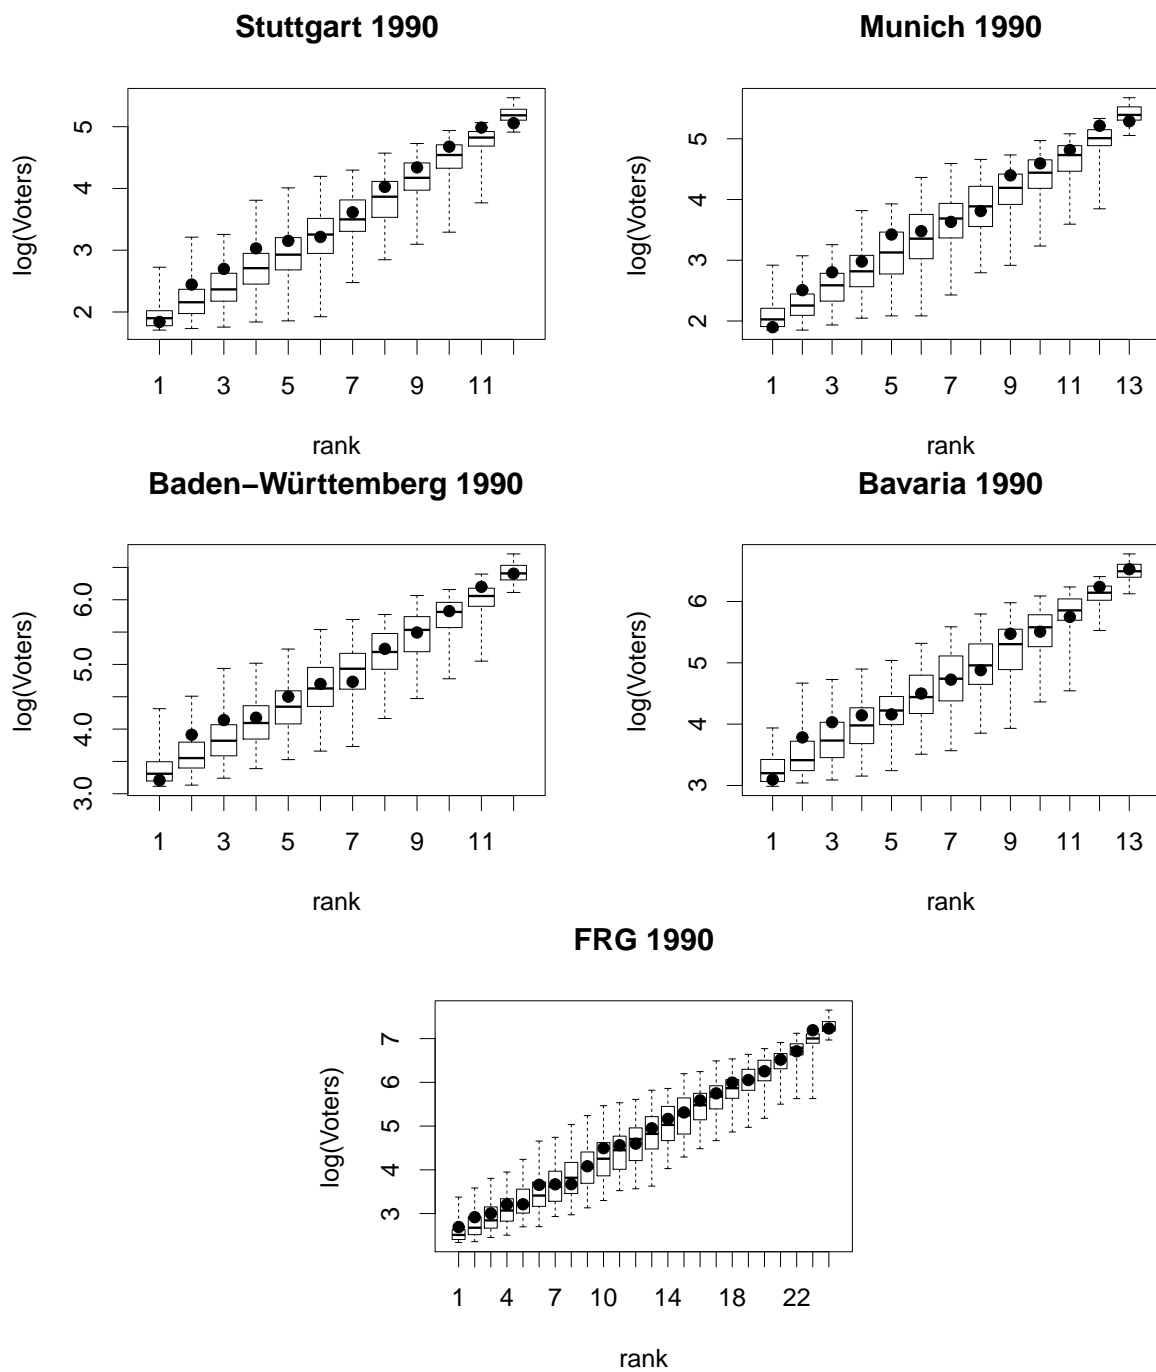 Stuttgart 1990
log(Voters)
5
4
3
2
1 3 5 7 9 11
rank
Munich 1990
log(Voters)
5
4
3
2
1 3 5 7 9 11 13
rank
Baden−Württemberg 1990
log(Voters)
6.0
5.0
4.0
3.0
1 3 5 7 9 11
rank
Bavaria 1990
log(Voters)
6
5
4
3
1 3 5 7 9 11 13
rank
FRG 1990
log(Voters)
7
6
5
4
3
1 4 7 10 14 18 22
rank